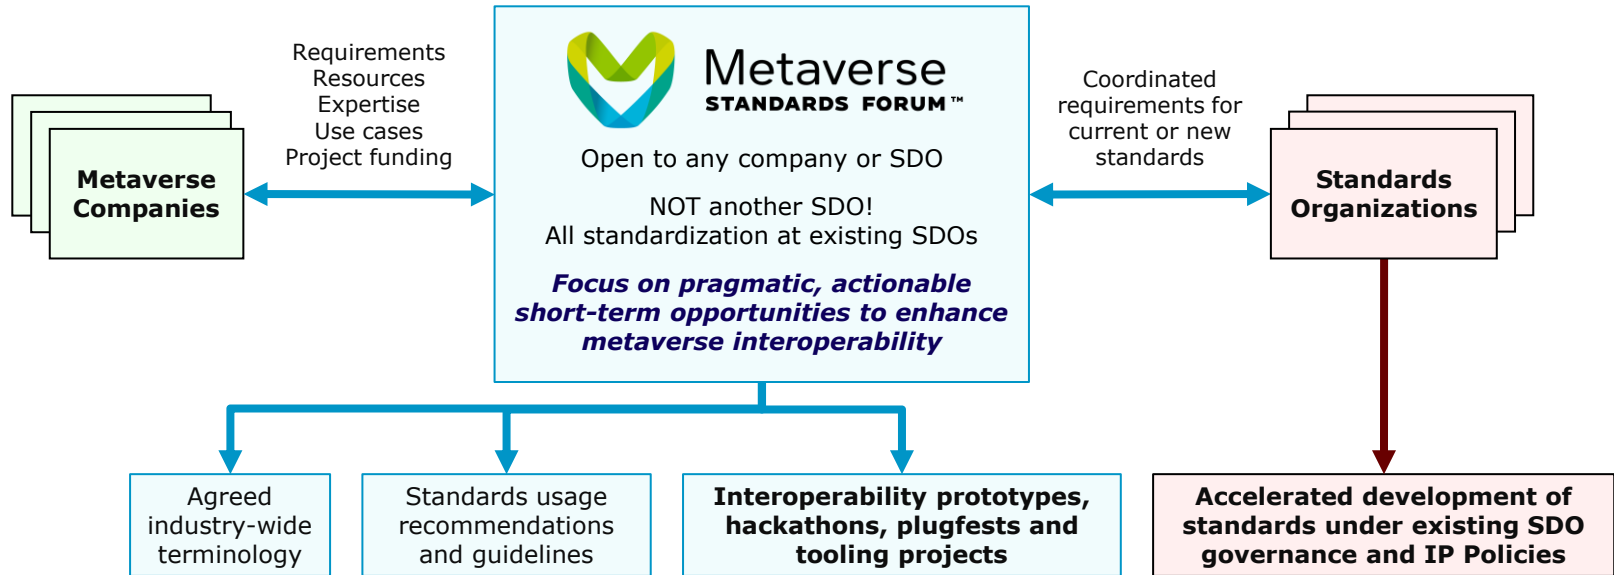 Requirements
Resources
Expertise
Use cases
Project funding
Metaverse
Companies
Metaverse
STANDARDS FORUM™
Open to any company or SDO
NOT another SDO!
All standardization at existing SDOs
Focus on pragmatic, actionable
short-term opportunities to enhance
metaverse interoperability
Coordinated
requirements for
current or new
standards
Standards
Organizations
Agreed
industry-wide
terminology
Standards usage
recommendations
and guidelines
Interoperability prototypes,
hackathons, plugfests and
tooling projects
Accelerated development of
standards under existing SDO
governance and IP Policies